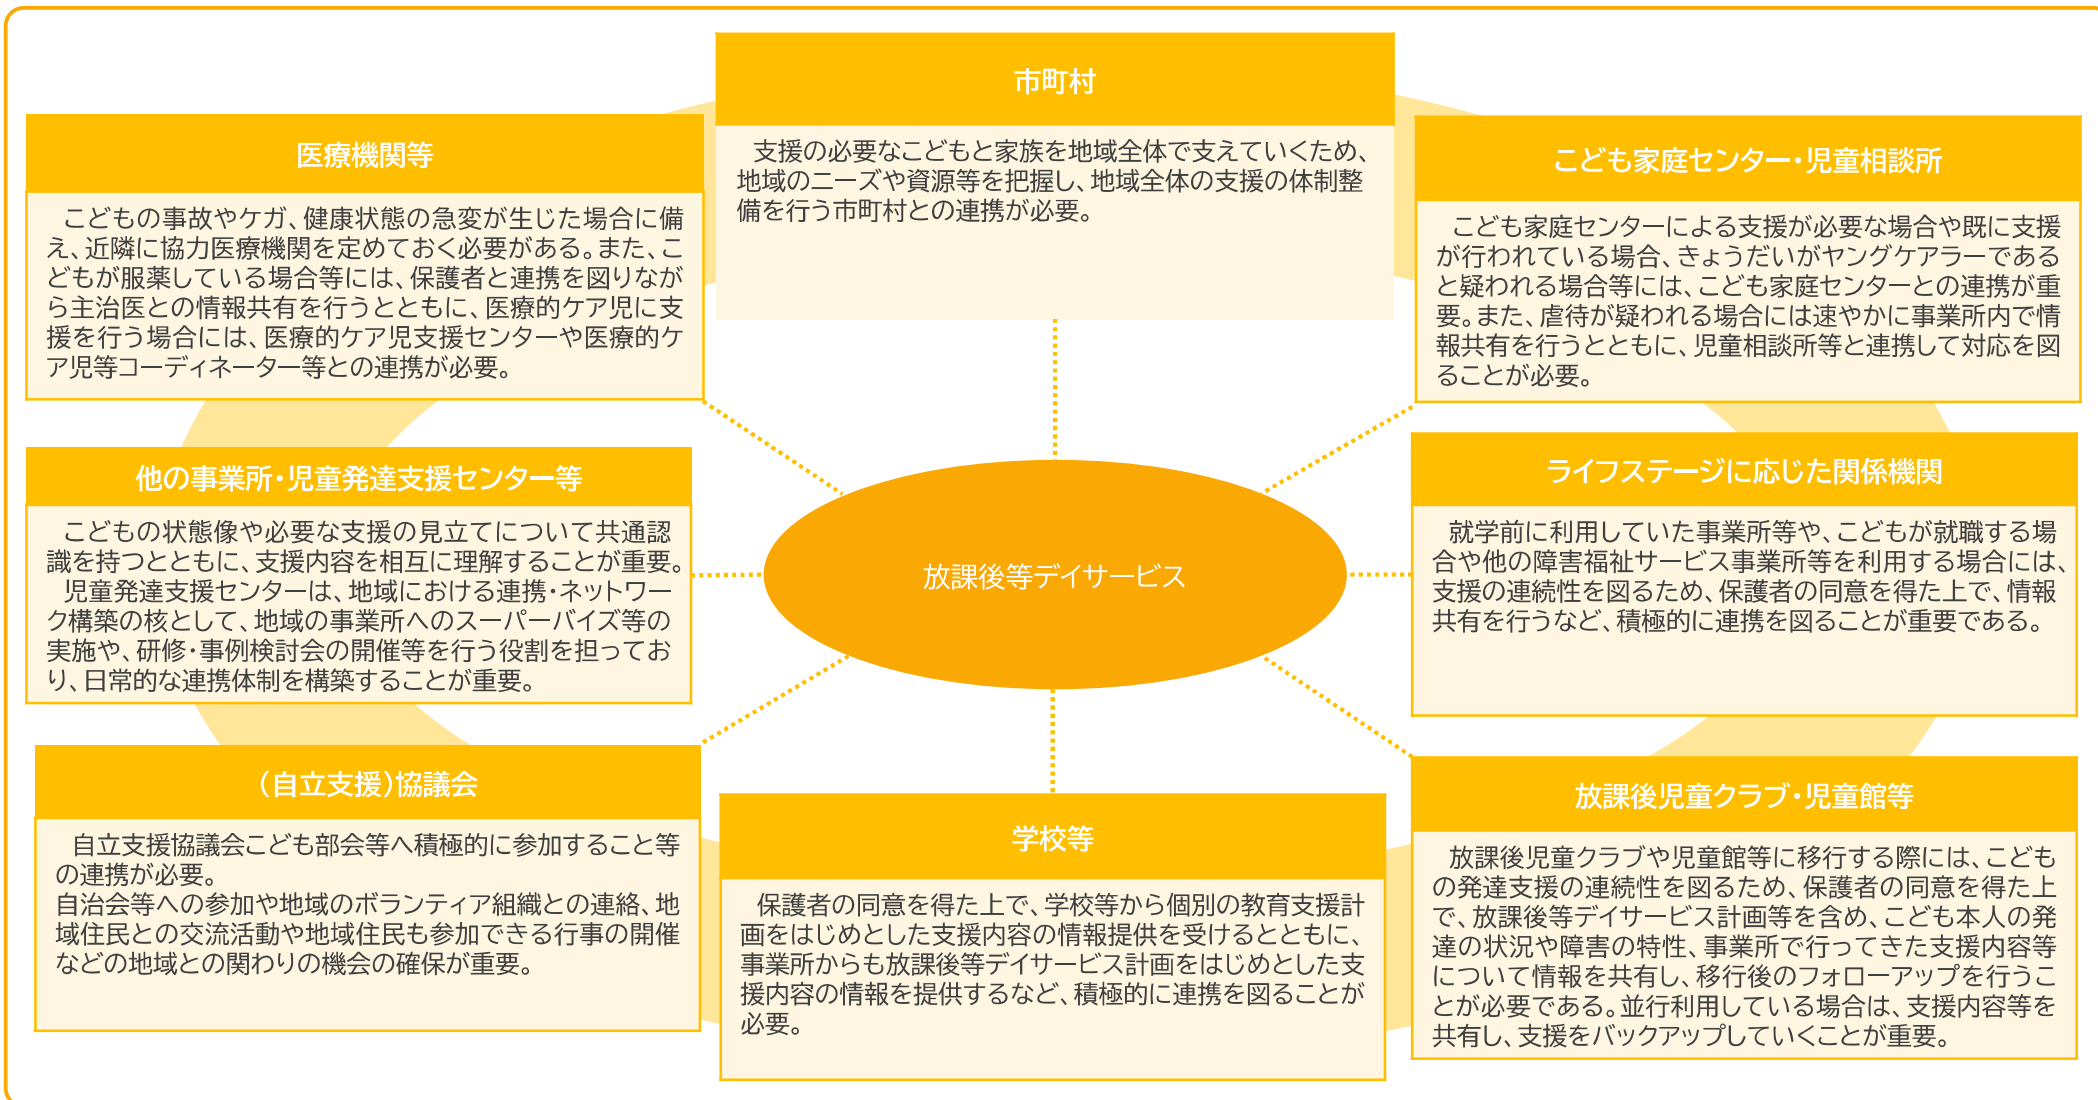 市町村
支援の必要なこどもと家族を地域全体で支えていくため、
地域のニーズや資源等を把握し、地域全体の支援の体制整
備を行う市町村との連携が必要。
医療機関等
こどもの事故やケガ、健康状態の急変が生じた場合に備
え、近隣に協力医療機関を定めておく必要がある。また、こ
どもが服薬している場合等には、保護者と連携を図りなが
ら主治医との情報共有を行うとともに、医療的ケア児に支
援を行う場合には、医療的ケア児支援センターや医療的ケ
ア児等コーディネーター等との連携が必要。
こども家庭センター・児童相談所
こども家庭センターによる支援が必要な場合や既に支援
が行われている場合、きょうだいがヤングケアラーである
と疑われる場合等には、こども家庭センターとの連携が重
要。また、虐待が疑われる場合には速やかに事業所内で情
報共有を行うとともに、児童相談所等と連携して対応を図
ることが必要。
他の事業所・児童発達支援センター等
こどもの状態像や必要な支援の見立てについて共通認
識を持つとともに、支援内容を相互に理解することが重要。
児童発達支援センターは、地域における連携・ネットワー
ク構築の核として、地域の事業所へのスーパーバイズ等の
実施や、研修・事例検討会の開催等を行う役割を担ってお
り、日常的な連携体制を構築することが重要。
放課後等デイサービス
ライフステージに応じた関係機関
就学前に利用していた事業所等や、こどもが就職する場
合や他の障害福祉サービス事業所等を利用する場合には、
支援の連続性を図るため、保護者の同意を得た上で、情報
共有を行うなど、積極的に連携を図ることが重要である。
（自立支援）協議会
自立支援協議会こども部会等へ積極的に参加すること等
の連携が必要。
自治会等への参加や地域のボランティア組織との連絡、地
域住民との交流活動や地域住民も参加できる行事の開催
などの地域との関わりの機会の確保が重要。
学校等
保護者の同意を得た上で、学校等から個別の教育支援計
画をはじめとした支援内容の情報提供を受けるとともに、
事業所からも放課後等デイサービス計画をはじめとした支
援内容の情報を提供するなど、積極的に連携を図ることが
必要。
放課後児童クラブ・児童館等
放課後児童クラブや児童館等に移行する際には、こども
の発達支援の連続性を図るため、保護者の同意を得た上
で、放課後等デイサービス計画等を含め、こども本人の発
達の状況や障害の特性、事業所で行ってきた支援内容等
について情報を共有し、移行後のフォローアップを行うこ
とが必要である。並行利用している場合は、支援内容等を
共有し、支援をバックアップしていくことが重要。